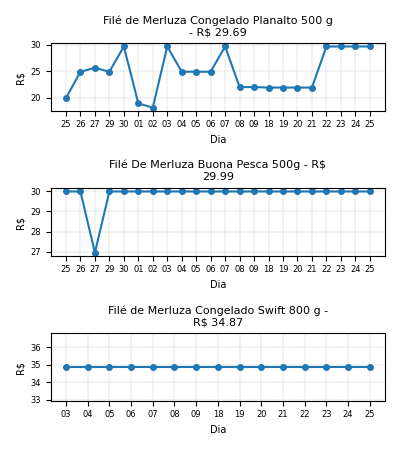 Filé de Merluza Congelado Planalto 500 g
- R$ 29.69
30
25
20
R$
25 26 27 29 30 01 02 03 04 05 06 07 08 09 18 19 20 21 22 23 24 25
Dia
Filé De Merluza Buona Pesca 500g - R$
29.99
30
29
28
27
R$
25 26 27 29 30 01 02 03 04 05 06 07 08 09 18 19 20 21 22 23 24 25
Dia
Filé de Merluza Congelado Swift 800 g -
R$ 34.87
36
35
34
33
R$
03 04 05 06 07 08 09 18 19 20 21 22 23 24 25
Dia